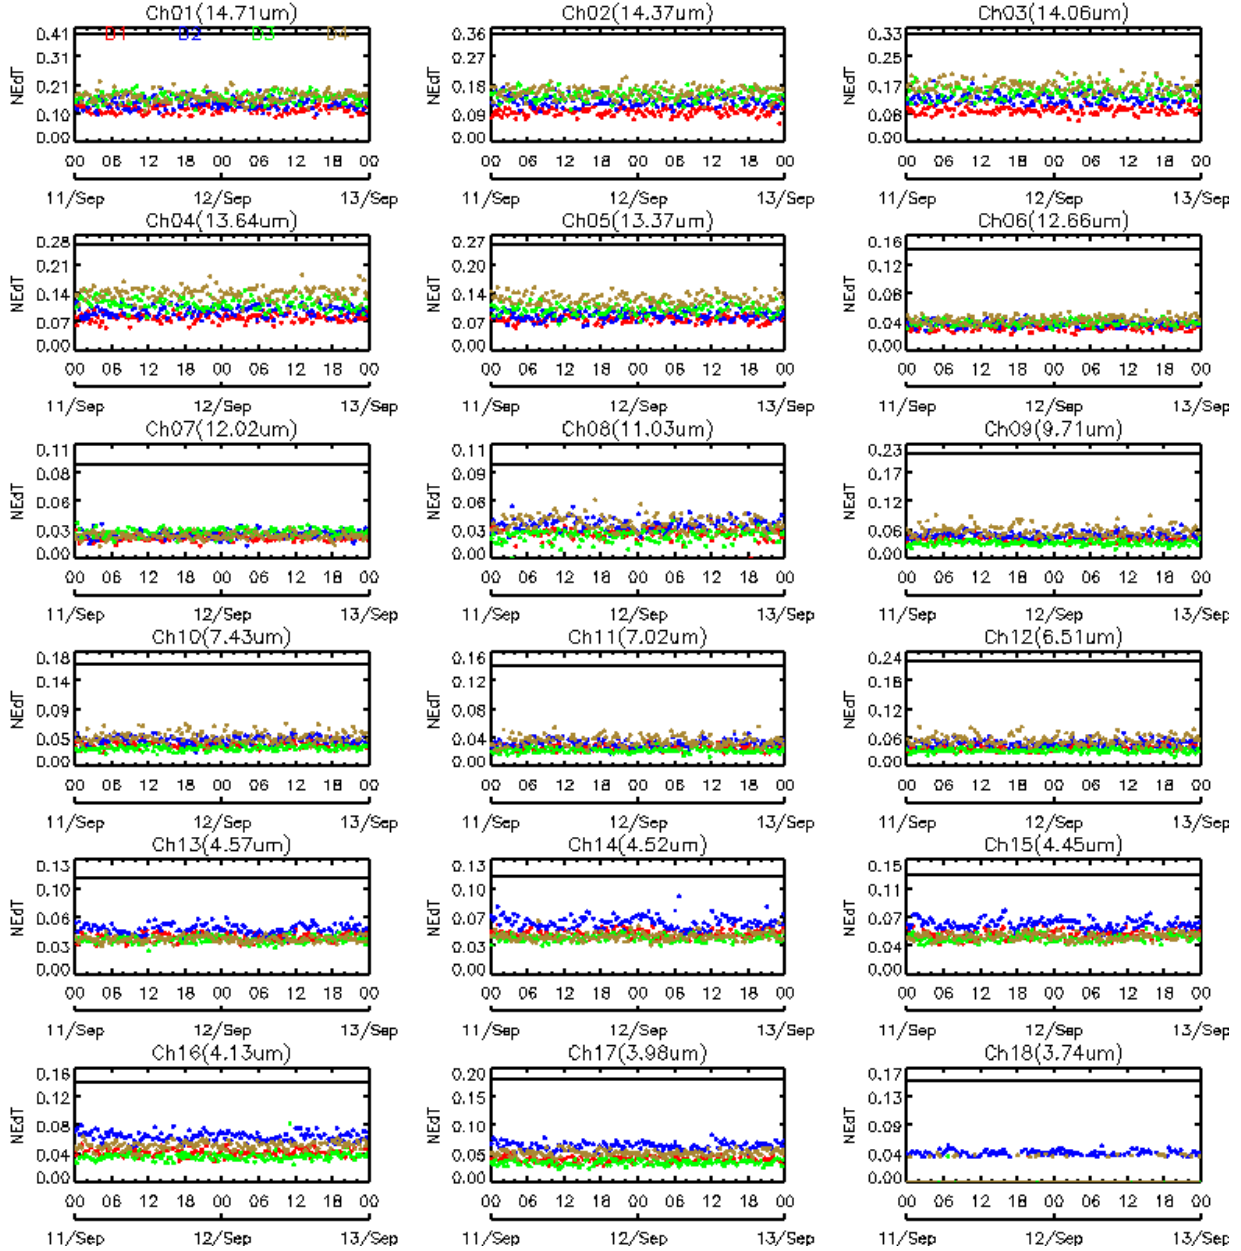 Ch01(14.71um) Ch02(14.37um) Ch03(14.06um)
NEdT 0.41 0.31 0.21 0.10 0.00 D1 D2 D3 D4 NEdT 0.36 0.27 0.18 0.09 0.00 NEdT 0.33 0.25 0.17 0.08 0.00
00 06 12 18 00 06 12 18 00 00 06 12 18 00 06 12 18 00 00 06 12 18 00 06 12 18 00
11/Sep 12/Sep 13/Sep 11/Sep 12/Sep 13/Sep 11/Sep 12/Sep 13/Sep
Ch04(13.64um) Ch05(13.37um) Ch06(12.66um)
NEdT 0.28 0.21 0.14 0.07 0.00 NEdT 0.27 0.20 0.14 0.07 0.00 NEdT 0.16 0.12 0.08 0.04 0.00
00 06 12 18 00 06 12 18 00 00 06 12 18 00 06 12 18 00 00 06 12 18 00 06 12 18 00
11/Sep 12/Sep 13/Sep 11/Sep 12/Sep 13/Sep 11/Sep 12/Sep 13/Sep
Ch07(12.02um) Ch08(11.03um) Ch09(9.71um)
NEdT 0.11 0.08 0.06 0.03 0.00 NEdT 0.11 0.09 0.06 0.03 0.00 NEdT 0.23 0.17 0.12 0.06 0.00
00 06 12 18 00 06 12 18 00 00 06 12 18 00 06 12 18 00 00 06 12 18 00 06 12 18 00
11/Sep 12/Sep 13/Sep 11/Sep 12/Sep 13/Sep 11/Sep 12/Sep 13/Sep
Ch10(7.43um) Ch11(7.02um) Ch12(6.51um)
NEdT 0.18 0.14 0.09 0.05 0.00 NEdT 0.16 0.12 0.08 0.04 0.00 NEdT 0.24 0.18 0.12 0.06 0.00
00 06 12 18 00 06 12 18 00 00 06 12 18 00 06 12 18 00 00 06 12 18 00 06 12 18 00
11/Sep 12/Sep 13/Sep 11/Sep 12/Sep 13/Sep 11/Sep 12/Sep 13/Sep
Ch13(4.57um) Ch14(4.52um) Ch15(4.45um)
NEdT 0.13 0.10 0.06 0.03 0.00 NEdT 0.13 0.10 0.07 0.03 0.00 NEdT 0.15 0.11 0.07 0.04 0.00
00 06 12 18 00 06 12 18 00 00 06 12 18 00 06 12 18 00 00 06 12 18 00 06 12 18 00
11/Sep 12/Sep 13/Sep 11/Sep 12/Sep 13/Sep 11/Sep 12/Sep 13/Sep
Ch16(4.13um) Ch17(3.98um) Ch18(3.74um)
NEdT 0.16 0.12 0.08 0.04 0.00 NEdT 0.20 0.15 0.10 0.05 0.00 NEdT 0.17 0.13 0.09 0.04 0.00
00 06 12 18 00 06 12 18 00 00 06 12 18 00 06 12 18 00 00 06 12 18 00 06 12 18 00
11/Sep 12/Sep 13/Sep 11/Sep 12/Sep 13/Sep 11/Sep 12/Sep 13/Sep